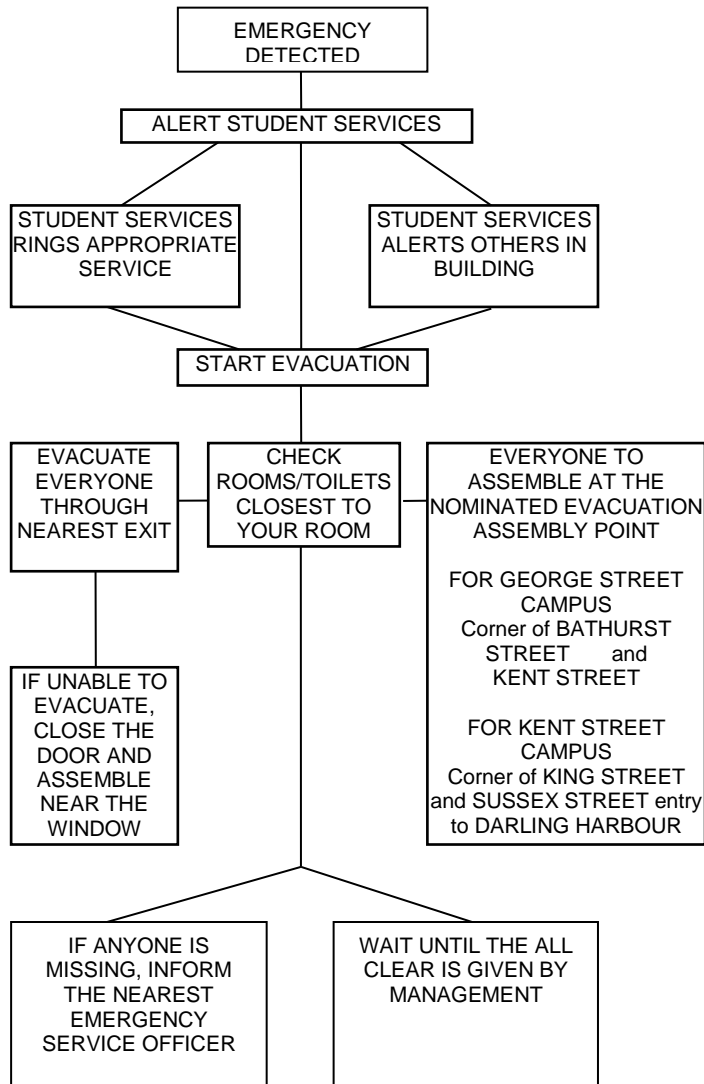 EMERGENCY
DETECTED
ALERT STUDENT SERVICES
STUDENT SERVICES
RINGS APPROPRIATE
SERVICE
STUDENT SERVICES
ALERTS OTHERS IN
BUILDING
START EVACUATION
EVACUATE
EVERYONE
THROUGH
NEAREST EXIT
CHECK
ROOMS/TOILETS
CLOSEST TO
YOUR ROOM
EVERYONE TO
ASSEMBLE AT THE
NOMINATED EVACUATION
ASSEMBLY POINT
FOR GEORGE STREET
CAMPUS
Corner of BATHURST
STREET and
KENT STREET
FOR KENT STREET
CAMPUS
Corner of KING STREET
and SUSSEX STREET entry
to DARLING HARBOUR
IF UNABLE TO
EVACUATE,
CLOSE THE
DOOR AND
ASSEMBLE
NEAR THE
WINDOW
IF ANYONE IS
MISSING, INFORM
THE NEAREST
EMERGENCY
SERVICE OFFICER
WAIT UNTIL THE ALL
CLEAR IS GIVEN BY
MANAGEMENT